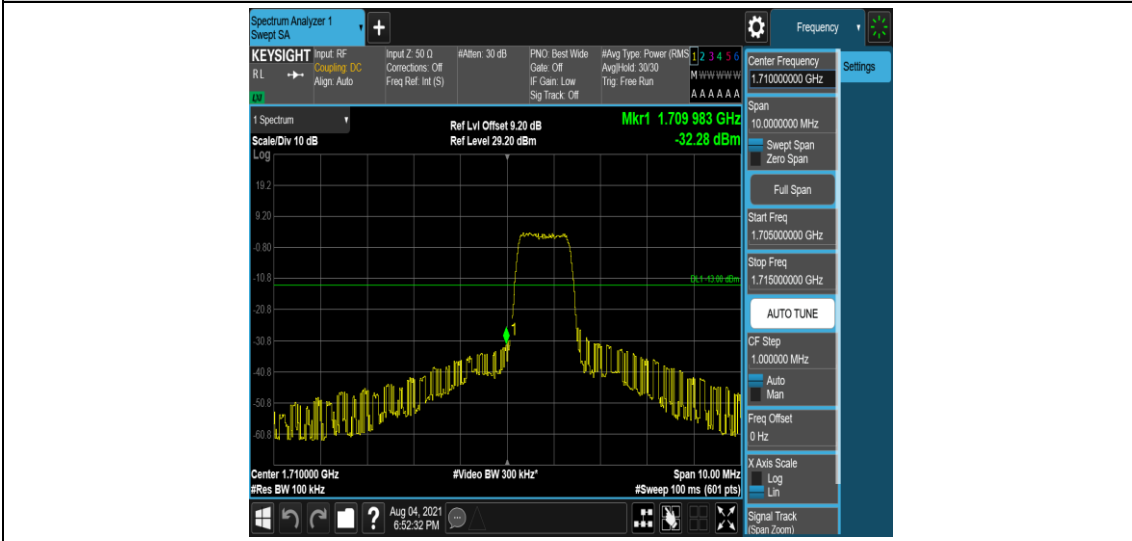 Spectrum Analyzer 1
Swept SA
+
Frequency
KEYSIGHT
RL
Input: RF
Coupling: DC
Align: Auto
Input Z: 50 Ω
Corrections: Off
Freq Ref: Int (S)
#Atten: 30 dB
PNO: Best Wide
Gate: Off
IF Gain: Low
Sig Track: Off
#Avg Type: Power (RMS
Avg|Hold: 30/30
Trig: Free Run
1 2 3 4 5 6
M W W W W W
A A A A A A
1 Spectrum
Scale/Div 10 dB
Log
Ref Lvl Offset 9.20 dB
Ref Level 29.20 dBm
Mkr1 1.709 983 GHz
-32.28 dBm
19.2
9.20
-0.80
-10.8
-20.8
-30.8
-40.8
-50.8
-60.8
DL1 -13.00 dBm
1
Center 1.710000 GHz
#Res BW 100 kHz
#Video BW 300 kHz*
Span 10.00 MHz
#Sweep 100 ms (601 pts)
?
Aug 04, 2021
6:52:32 PM
Center Frequency
1.710000000 GHz
Settings
Span
10.0000000 MHz
Swept Span
Zero Span
Full Span
Start Freq
1.705000000 GHz
Stop Freq
1.715000000 GHz
AUTO TUNE
CF Step
1.000000 MHz
Auto
Man
Freq Offset
0 Hz
X Axis Scale
Log
Lin
Signal Track
(Span Zoom)